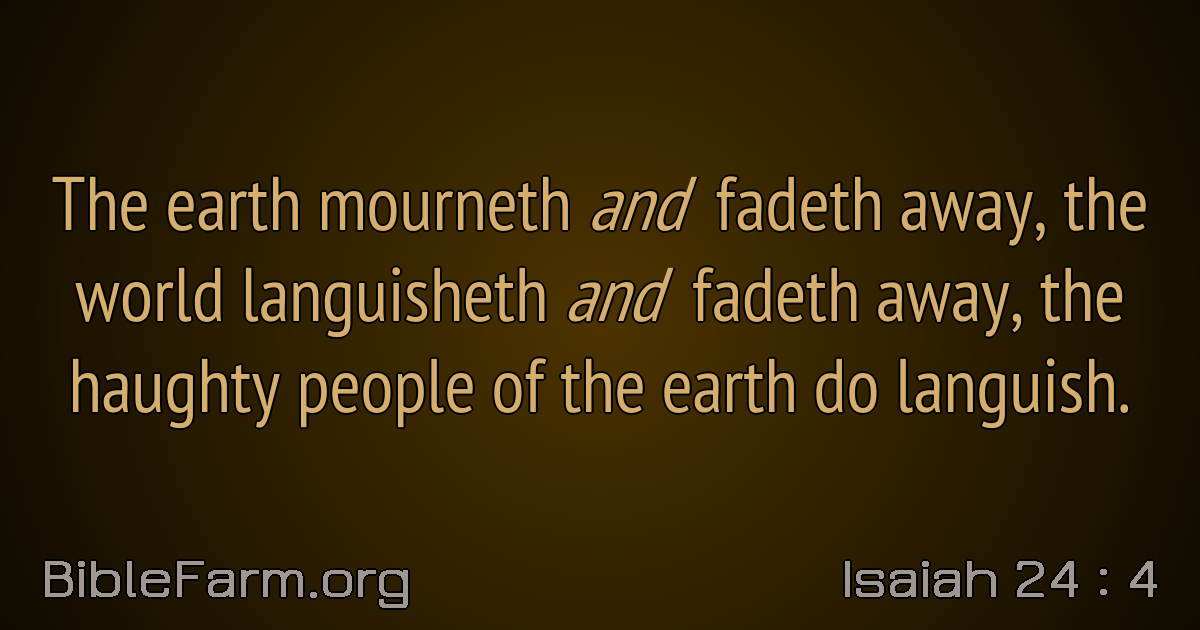 The earth mourneth and fadeth away, the
world languisheth and fadeth away, the
haughty people of the earth do languish.
BibleFarm.org
Isaiah 24 : 4